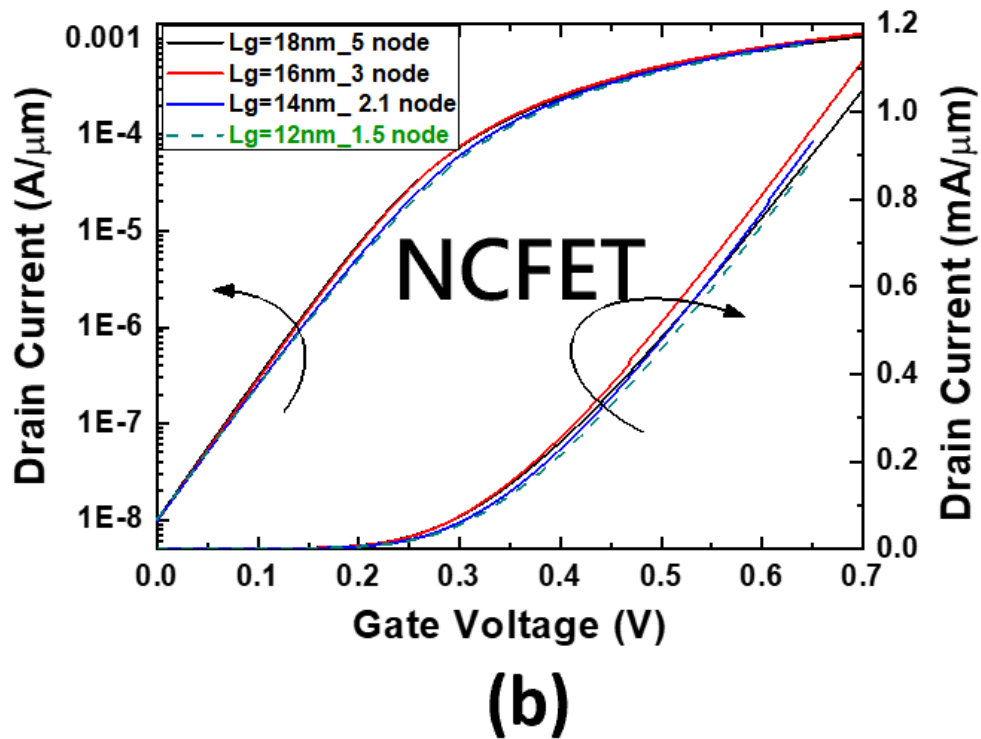 0.001
1E-4
1E-5
1E-6
1E-7
1E-8
Drain Current (A/μm)
Lg=18nm_5 node
Lg=16nm_3 node
Lg=14nm_ 2.1 node
Lg=12nm_1.5 node
NCFET
1.2
1.0
0.8
0.6
0.4
0.2
0.0
Drain Current (mA/μm)
0.0 0.1 0.2 0.3 0.4 0.5 0.6 0.7
Gate Voltage (V)
(b)